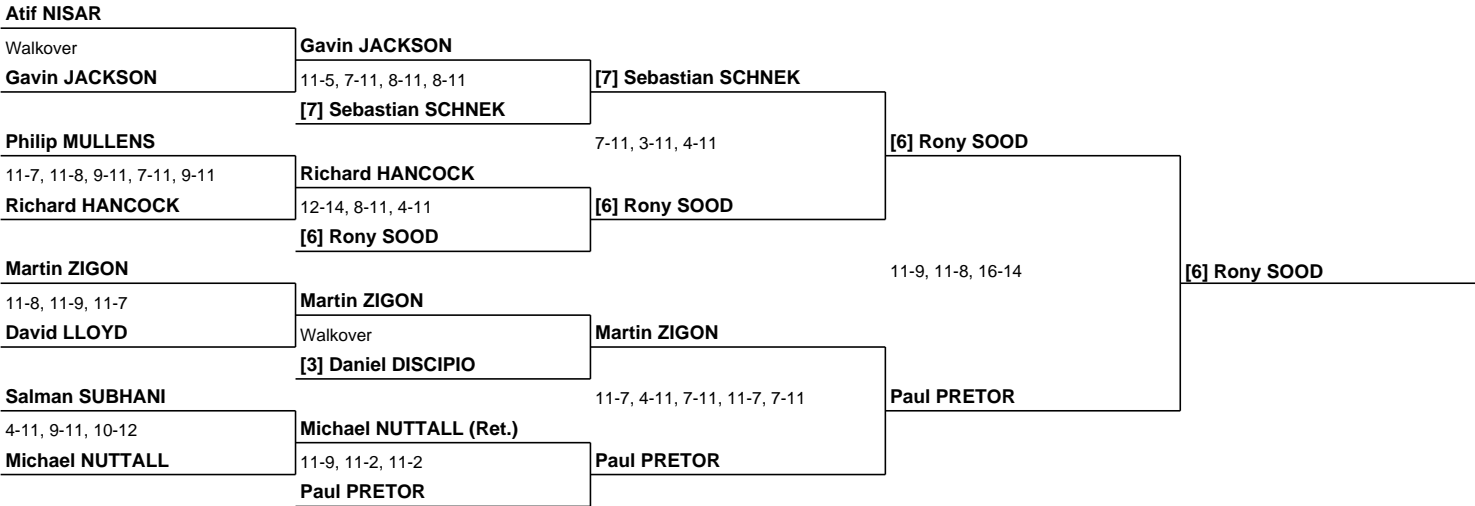 Atif NISAR
Walkover
Gavin JACKSON
Gavin JACKSON
11-5, 7-11, 8-11, 8-11
[7] Sebastian SCHNEK
[7] Sebastian SCHNEK
Philip MULLENS
11-7, 11-8, 9-11, 7-11, 9-11
Richard HANCOCK
Richard HANCOCK
12-14, 8-11, 4-11
[6] Rony SOOD
7-11, 3-11, 4-11
[6] Rony SOOD
[6] Rony SOOD
Martin ZIGON
11-8, 11-9, 11-7
David LLOYD
Martin ZIGON
Walkover
[3] Daniel DISCIPIO
Martin ZIGON
Salman SUBHANI
4-11, 9-11, 10-12
Michael NUTTALL
Michael NUTTALL (Ret.)
11-9, 11-2, 11-2
Paul PRETOR
11-7, 4-11, 7-11, 11-7, 7-11
Paul PRETOR
Paul PRETOR
11-9, 11-8, 16-14
[6] Rony SOOD